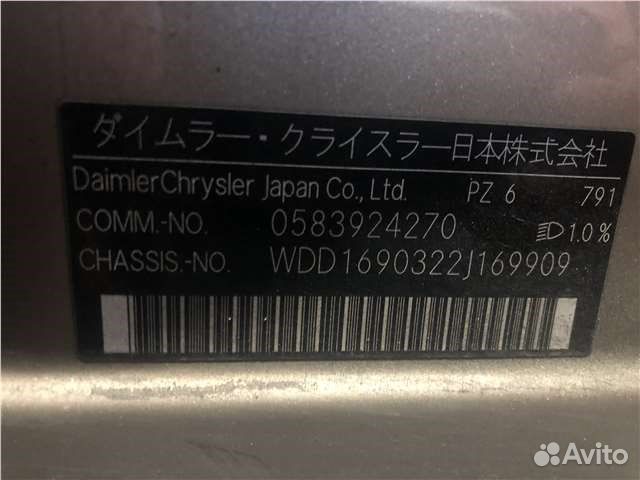 ダイムラー・クライスラー日本株式会社
DaimlerChrysler Japan Co., Ltd. PZ 6 791
COMM.-NO. 0583924270 1.0%
CHASSIS.-NO. WDD1690322J169909
Avito